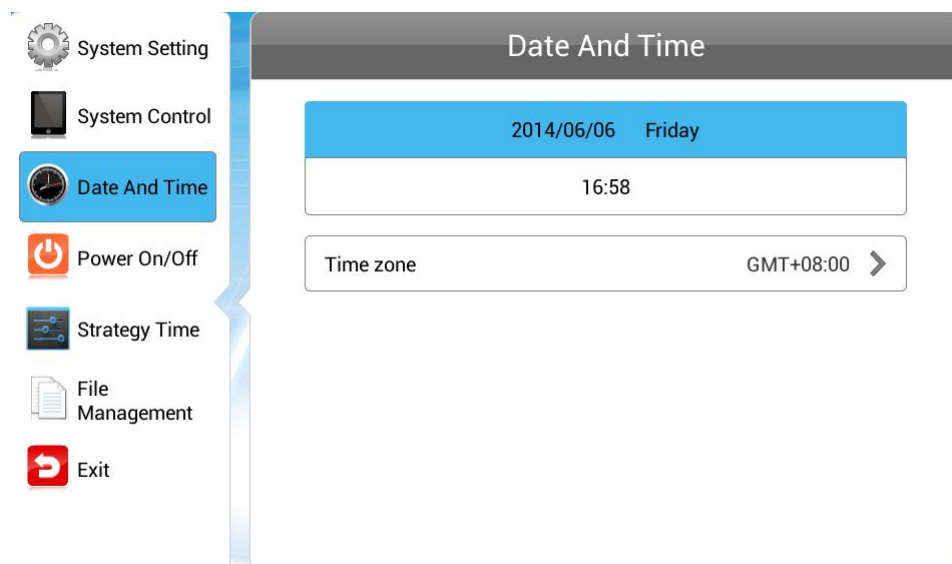 System Setting
System Control
Date And Time
Power On/Off
Strategy Time
File
Management
Exit
Date And Time
2014/06/06 Friday
16:58
Time zone GMT+08:00